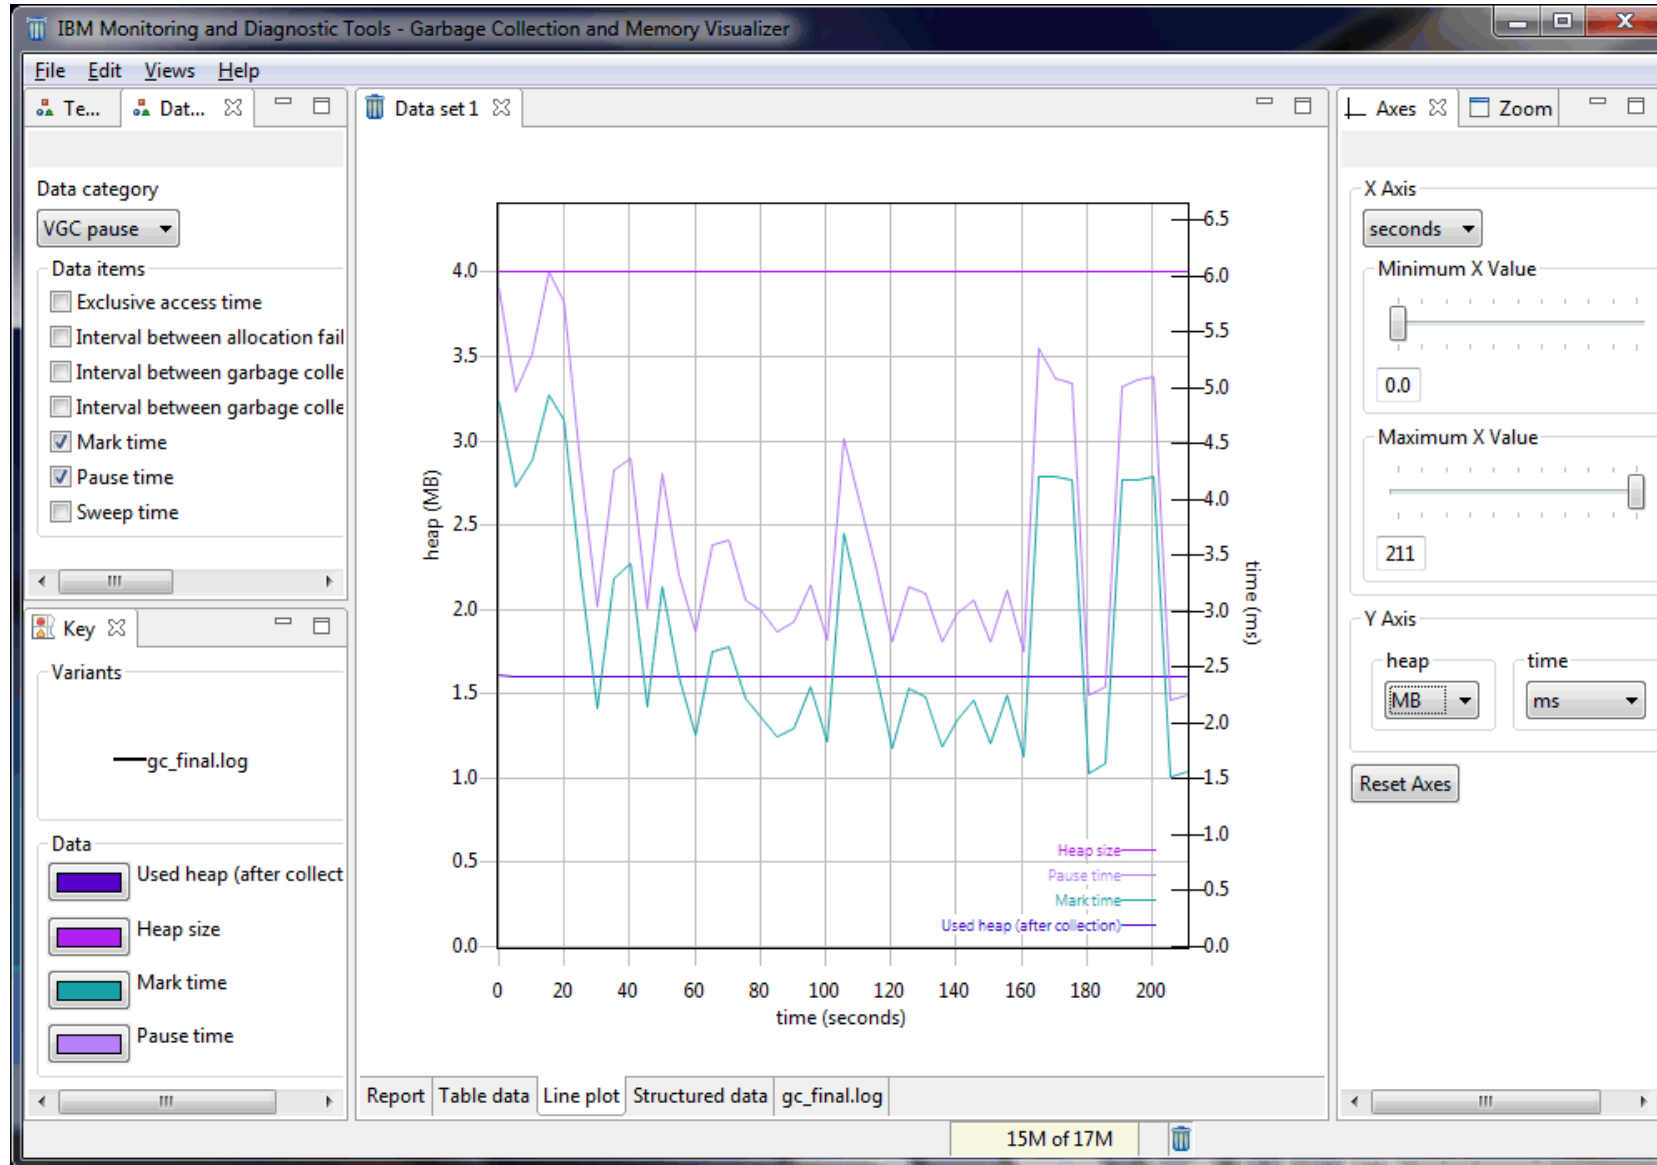 IBM Monitoring and Diagnostic Tools - Garbage Collection and Memory Visualizer
File Edit Views Help
Te... Dat...
Data category
VGC pause
Data items
Exclusive access time
Interval between allocation fail
Interval between garbage colle
Interval between garbage colle
Mark time
Pause time
Sweep time
Key
Variants
gc_final.log
Data
Used heap (after collect
Heap size
Mark time
Pause time
Data set 1
heap (MB)
4.0
3.5
3.0
2.5
2.0
1.5
1.0
0.5
0.0
6.5
6.0
5.5
5.0
4.5
4.0
3.5
3.0
2.5
2.0
1.5
1.0
0.5
0.0
time (ms)
Heap size
Pause time
Mark time
Used heap (after collection)
0 20 40 60 80 100 120 140 160 180 200
time (seconds)
Report Table data Line plot Structured data gc_final.log
Axes Zoom
X Axis
seconds
Minimum X Value
0.0
Maximum X Value
211
Y Axis
heap time
MB ms
Reset Axes
15M of 17M